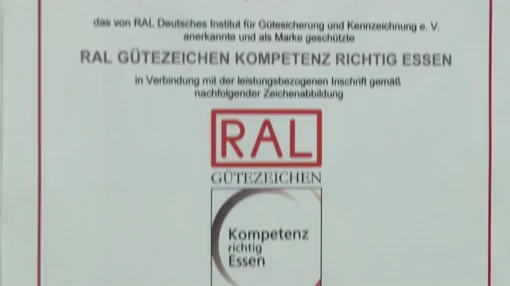 das von RAL Deutsches Institut für Gütesicherung und Kennzeichnung e. V.
anerkannte und als Marke geschützte
RAL GÜTEZEICHEN KOMPETENZ RICHTIG ESSEN
in Verbindung mit der leistungsbezogenen Inschrift gemäß
nachfolgender Zeichenabbildung
RAL
GÜTEZEICHEN
Kompetenz
richtig
Essen